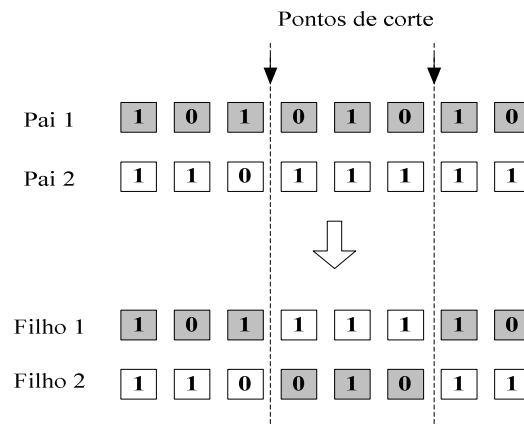 Pontos de corte
Pai 1 1 0 1 0 1 0 1 0
Pai 2 1 1 0 1 1 1 1 1
Filho 1 1 0 1 1 1 1 1 0
Filho 2 1 1 0 0 1 0 1 1